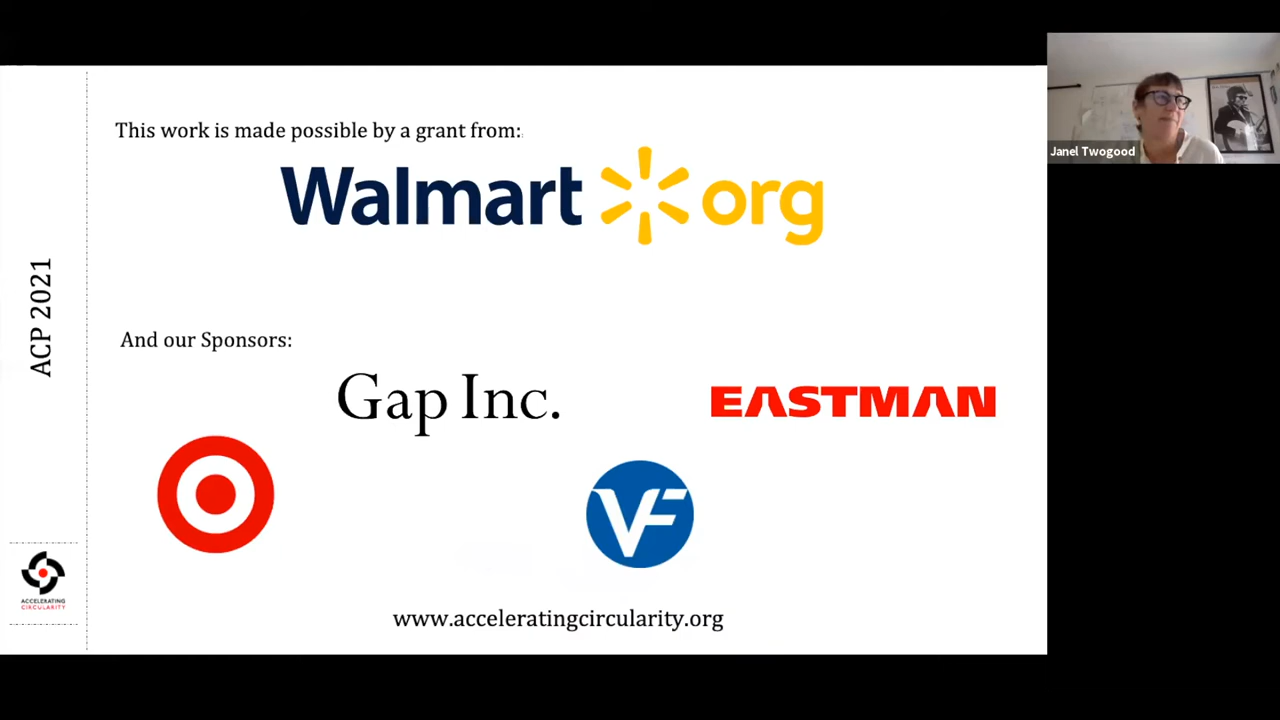 This work is made possible by a grant from:
Walmart org
And our Sponsors:
Gap Inc.
EASTMAN
VF
www.acceleratingcircularity.org
ACP 2021
ACCELERATING
CIRCULARITY
Janel Twogood